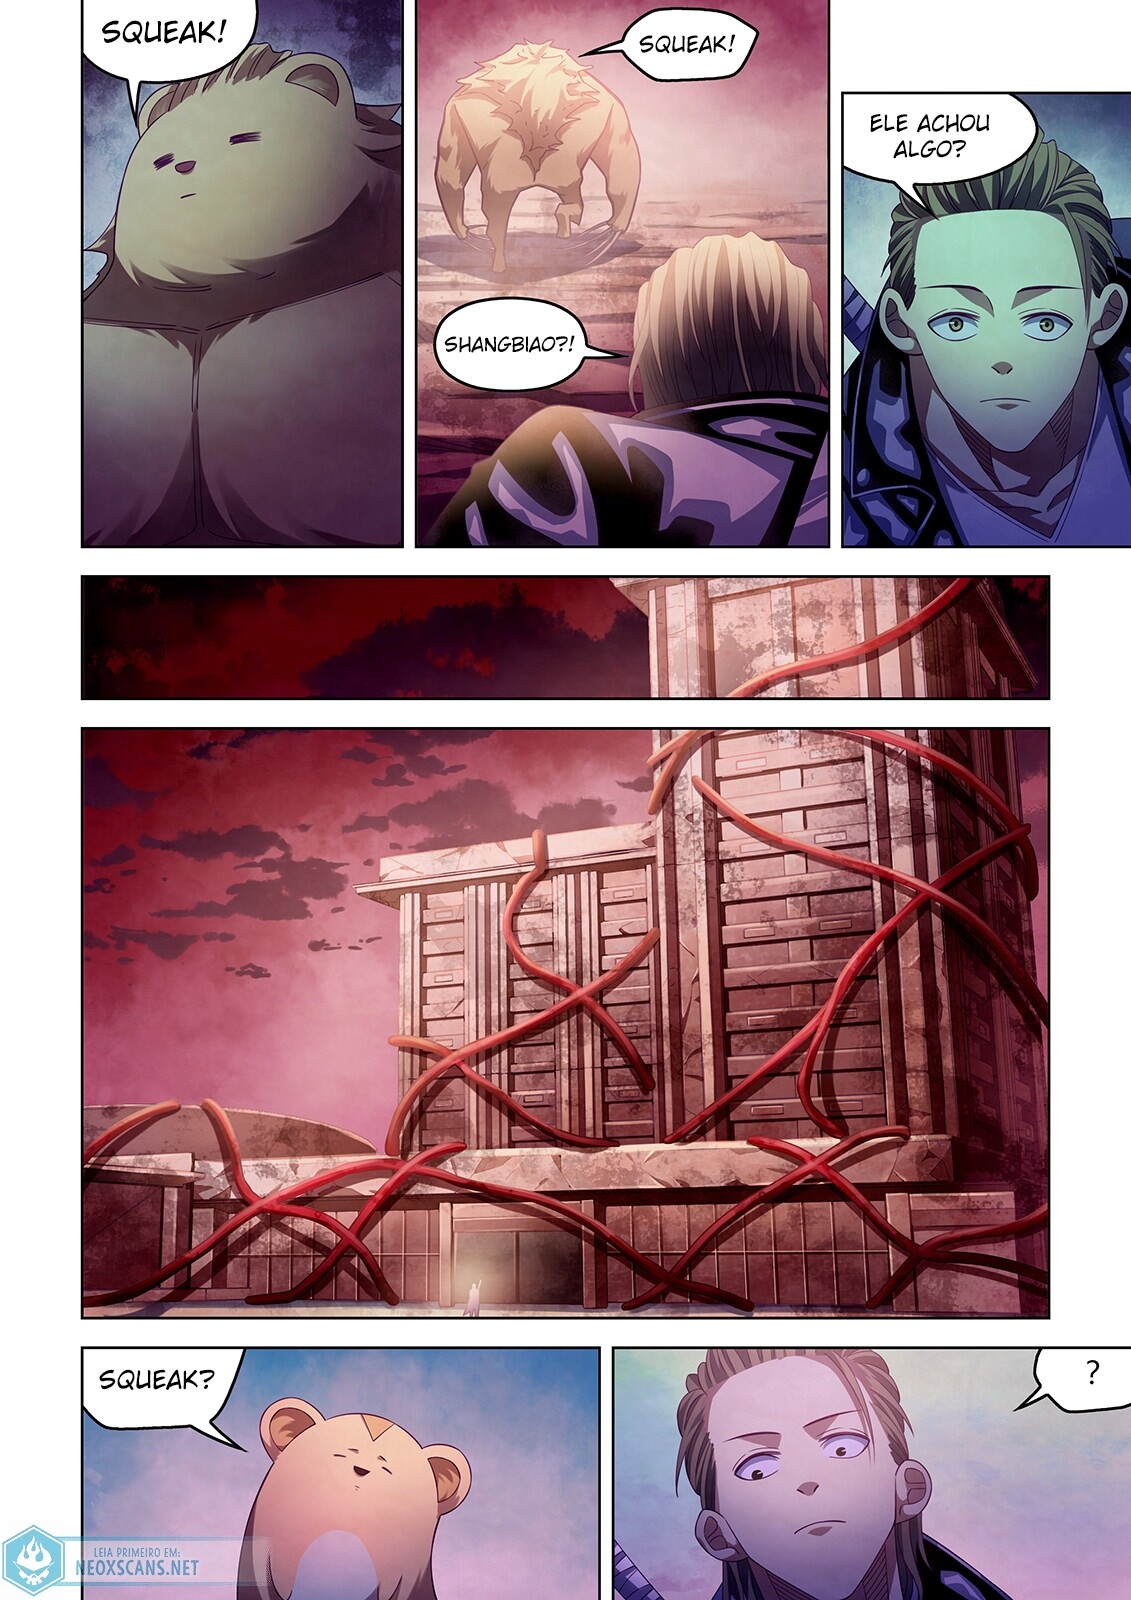 SQUEAK!
SQUEAK!
SHANGBIAO?!
ELE ACHOU
ALGO?
SQUEAK?
?
LEIA PRIMEIRO EM:
NEOXSCANS.NET